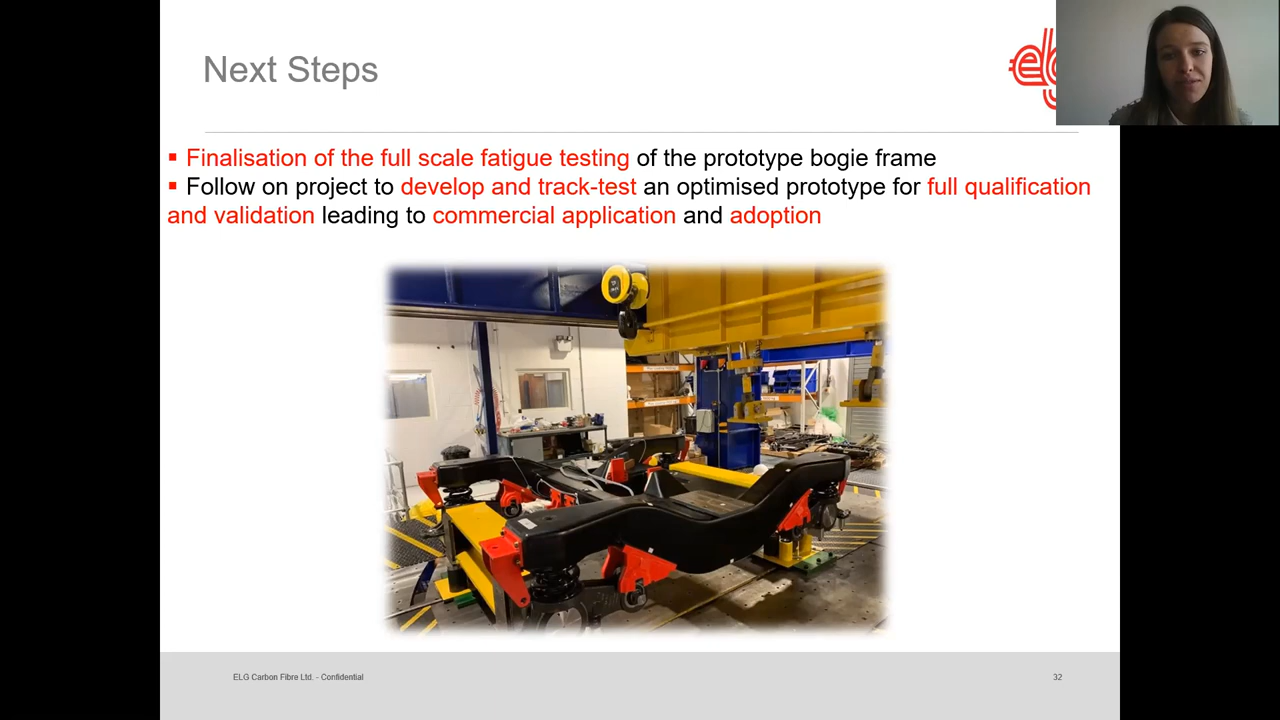 Next Steps
elg
▪ Finalisation of the full scale fatigue testing of the prototype bogie frame
▪ Follow on project to develop and track-test an optimised prototype for full qualification
and validation leading to commercial application and adoption
ELG Carbon Fibre Ltd. - Confidential
32